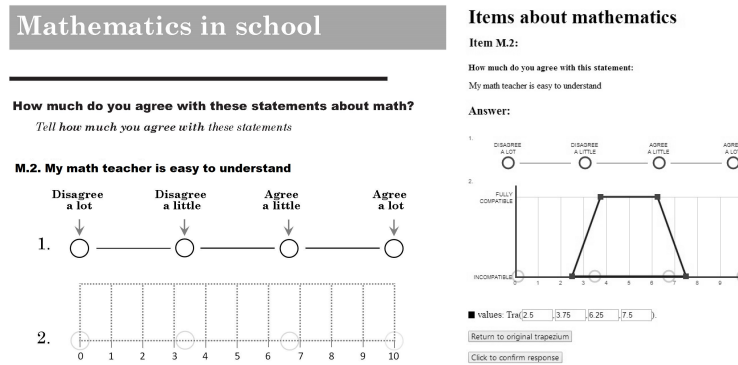 Mathematics in school
How much do you agree with these statements about math?
Tell how much you agree with these statements
M.2. My math teacher is easy to understand
Disagree a lot
Disagree a little
Agree a little
Agree a lot
1.
2.
0 1 2 3 4 5 6 7 8 9 10
Items about mathematics
Item M.2:
How much do you agree with this statement:
My math teacher is easy to understand
Answer:
1.
DISAGREE A LOT
DISAGREE A LITTLE
AGREE A LITTLE
AGREE A LO
2.
FULLY COMPATIBLE
INCOMPATIBLE
0 1 2 3 4 5 6 7 8 9
values: Tra(2.5 ,3.75 ,6.25 ,7.5 ).
Return to original trapezium
Click to confirm response